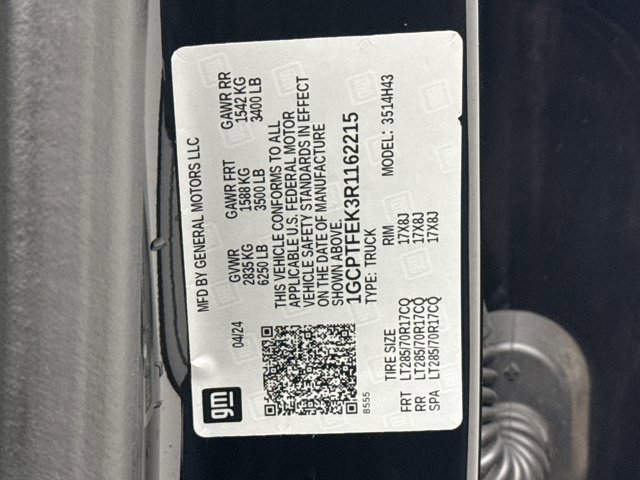 gm
MFD BY GENERAL MOTORS LLC
04/24
GVWR GAWR FRT GAWR RR
2835 KG 1588 KG 1542 KG
6250 LB 3500 LB 3400 LB
THIS VEHICLE CONFORMS TO ALL
APPLICABLE U.S. FEDERAL MOTOR
VEHICLE SAFETY STANDARDS IN EFFECT
ON THE DATE OF MANUFACTURE
SHOWN ABOVE.
1GCPTFEK3R1162215
8555
TYPE: TRUCK
MODEL: 3514H43
TIRE SIZE RIM
FRT LT285/70R17CQ 17X8J
RR LT285/70R17CQ 17X8J
SPA LT285/70R17CQ 17X8J